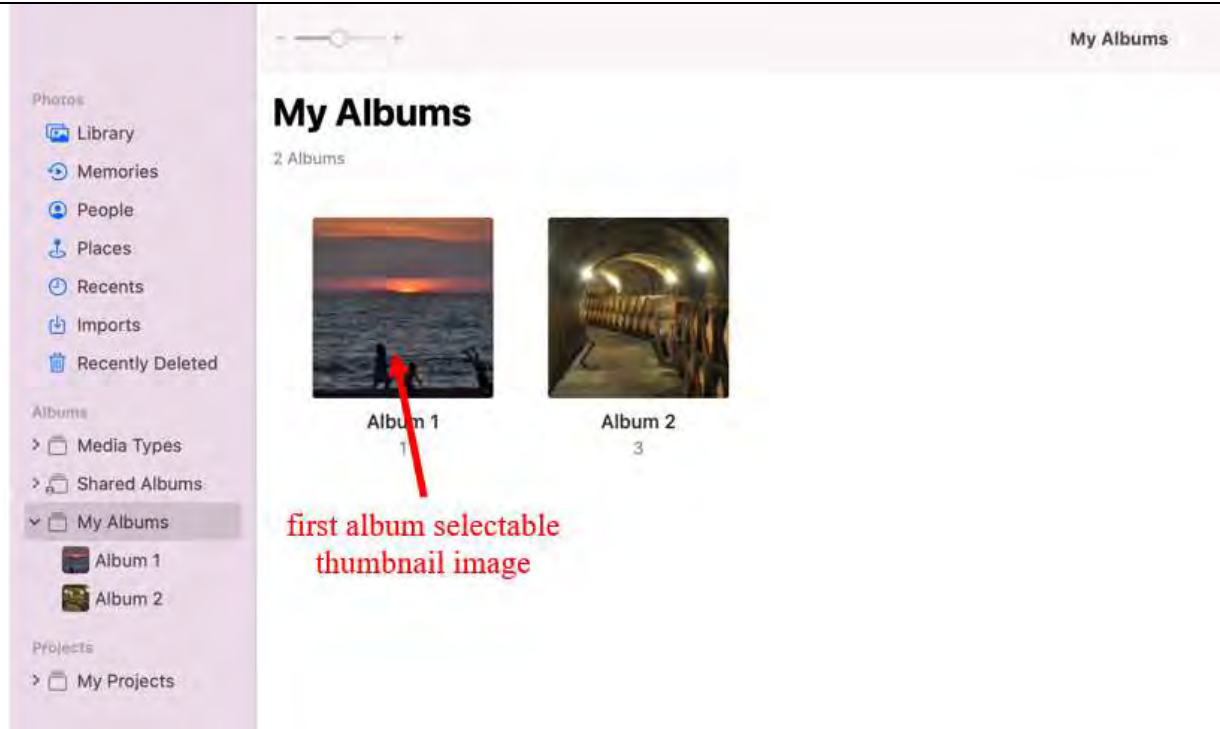 My Albums
Photos
Library
Memories
People
Places
Recents
Imports
Recently Deleted
Albums
Media Types
Shared Albums
My Albums
Album 1
Album 2
Projects
My Projects
My Albums
2 Albums
Album 1
1
Album 2
3
first album selectable
thumbnail image